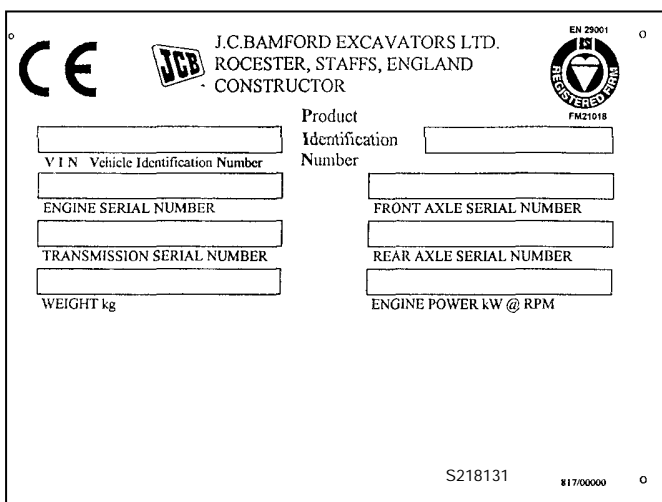 CE
JCB
J.C.BAMFORD EXCAVATORS LTD.
ROCESTER, STAFFS, ENGLAND
CONSTRUCTOR
EN 29001
BSI
REGISTERED FIRM
FM21018
Product
Identification
Number
V I N Vehicle Identification Number
ENGINE SERIAL NUMBER
FRONT AXLE SERIAL NUMBER
TRANSMISSION SERIAL NUMBER
REAR AXLE SERIAL NUMBER
WEIGHT kg
ENGINE POWER kW @ RPM
S218131
817/00000